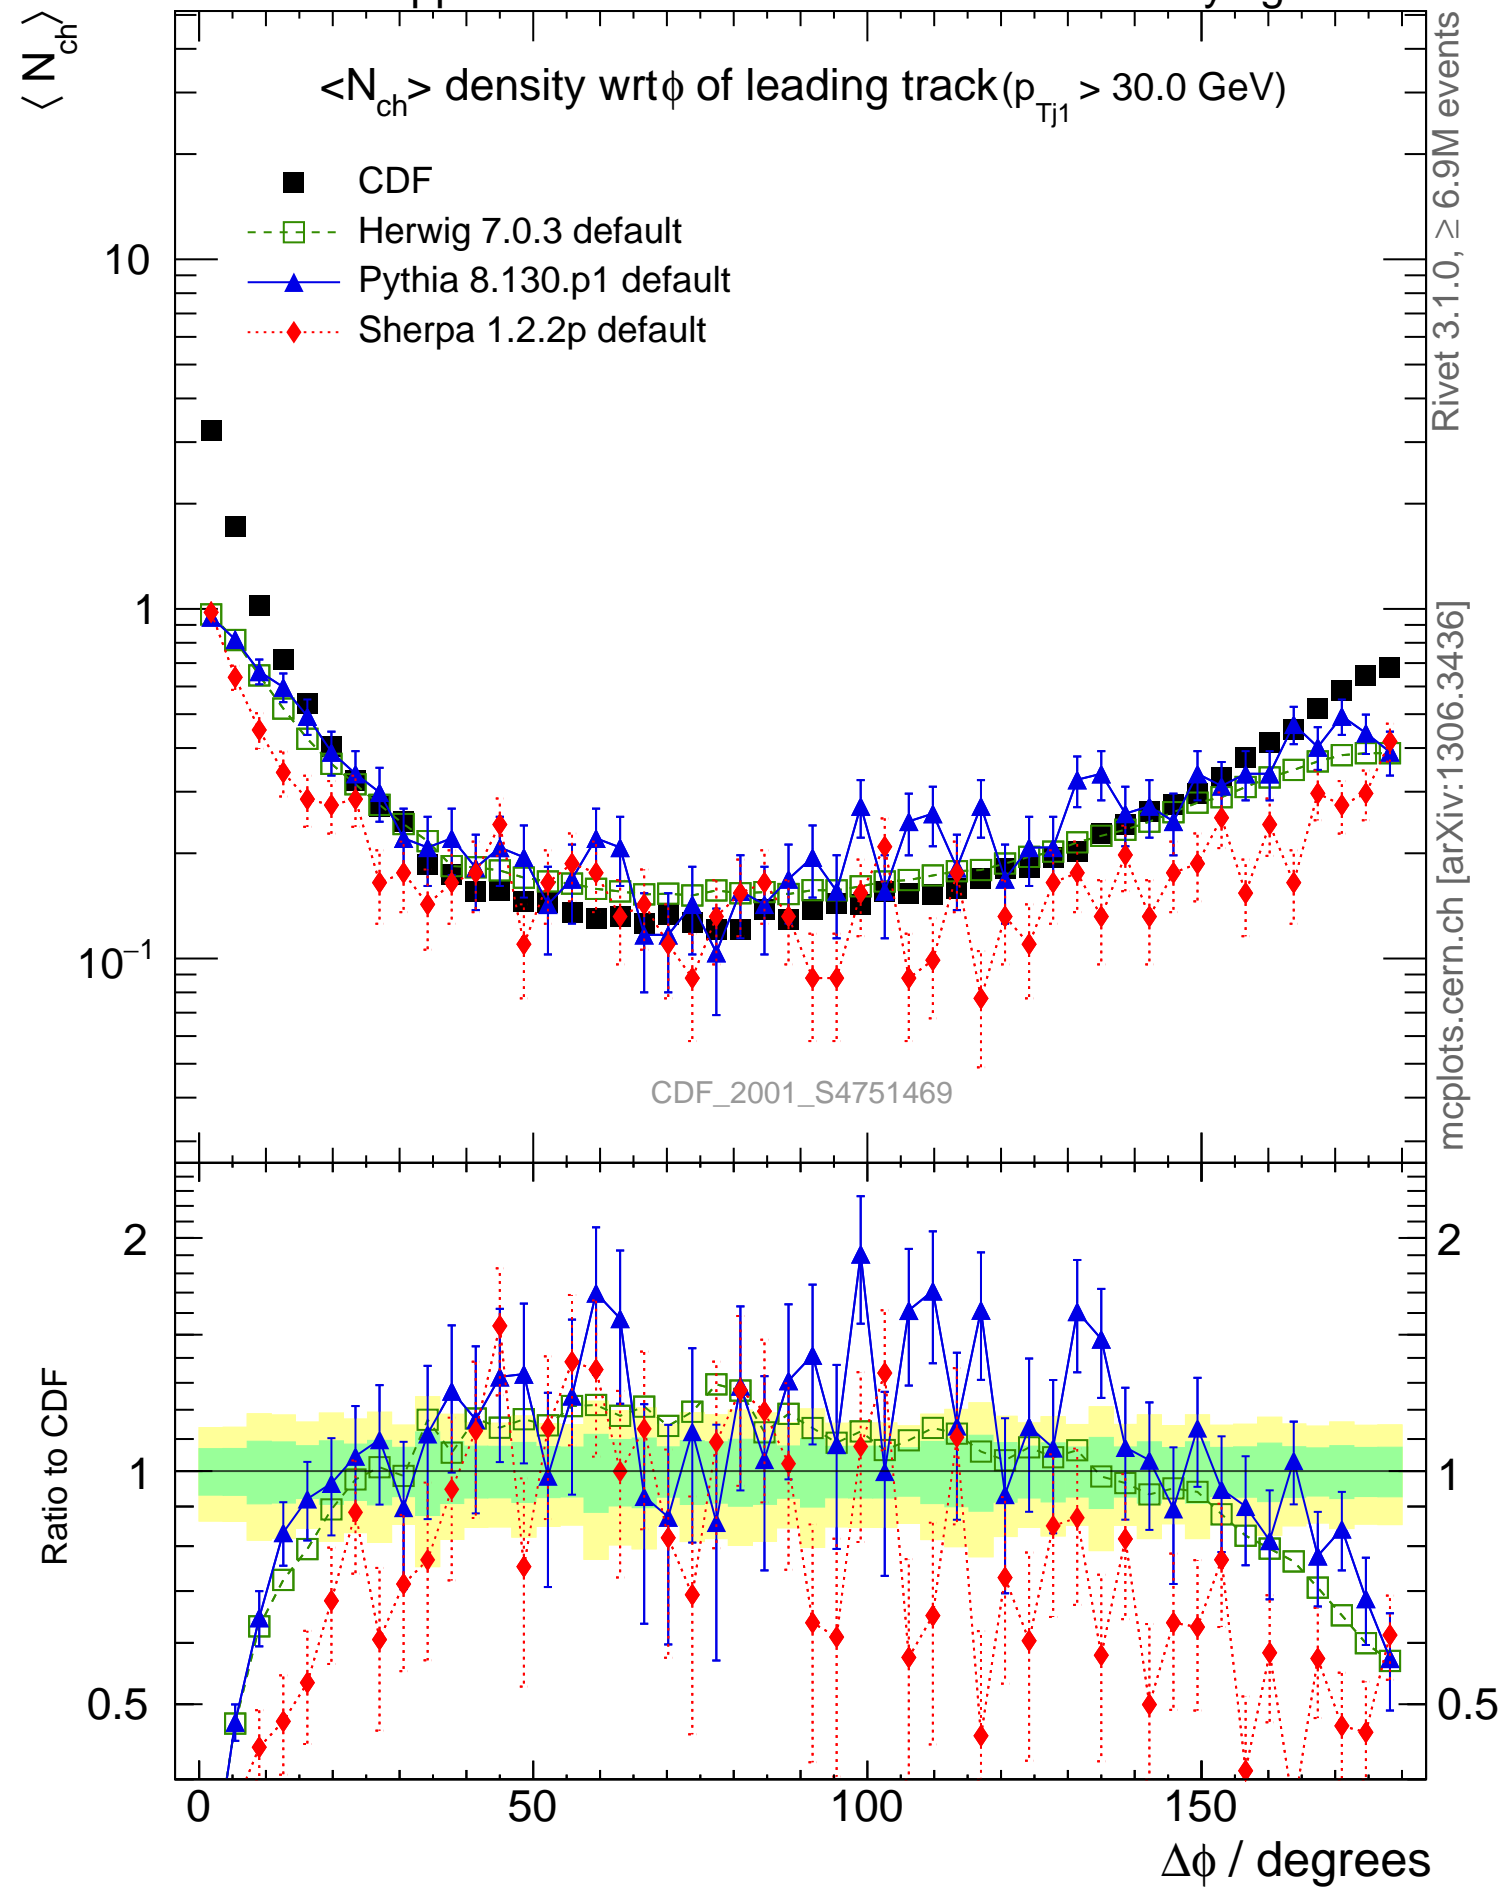 ⟨ N_ch ⟩
<N_ch> density wrt ϕ of leading track (p_Tj1 > 30.0 GeV)
CDF
Herwig 7.0.3 default
Pythia 8.130.p1 default
Sherpa 1.2.2p default
10
1
10^−1
CDF_2001_S4751469
Rivet 3.1.0, ≥ 6.9M events
mcplots.cern.ch [arXiv:1306.3436]
Ratio to CDF
2
1
0.5
2
1
0.5
0 50 100 150
Δϕ / degrees